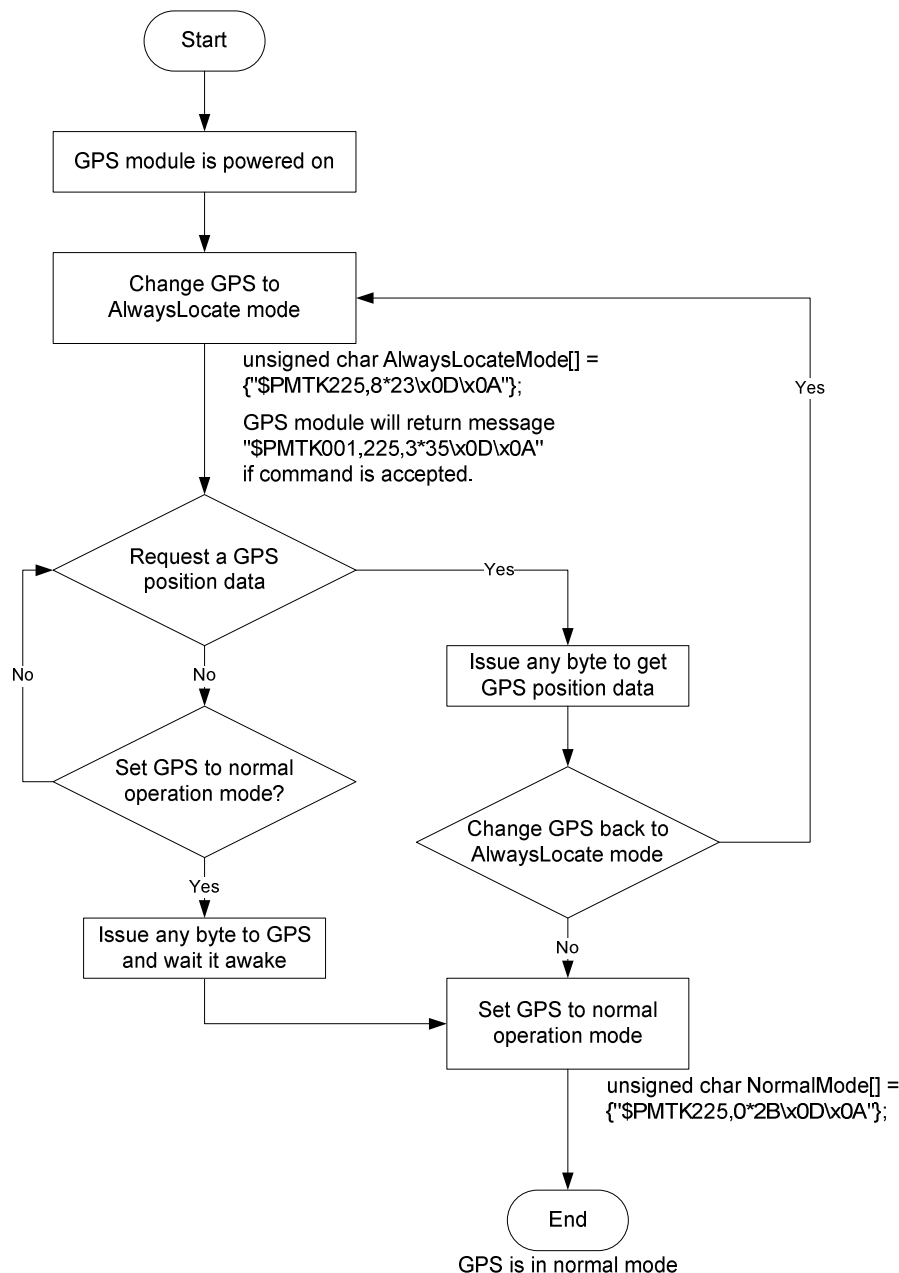 Start
GPS module is powered on
Change GPS to
AlwaysLocate mode
unsigned char AlwaysLocateMode[] =
{"$PMTK225,8*23\x0D\x0A"};
Yes
GPS module will return message
"$PMTK001,225,3*35\x0D\x0A"
if command is accepted.
Request a GPS
position data
Yes
No
No
Issue any byte to get
GPS position data
Set GPS to normal
operation mode?
Change GPS back to
AlwaysLocate mode
Yes
Issue any byte to GPS
and wait it awake
No
Set GPS to normal
operation mode
unsigned char NormalMode[] =
{"$PMTK225,0*2B\x0D\x0A"};
End
GPS is in normal mode